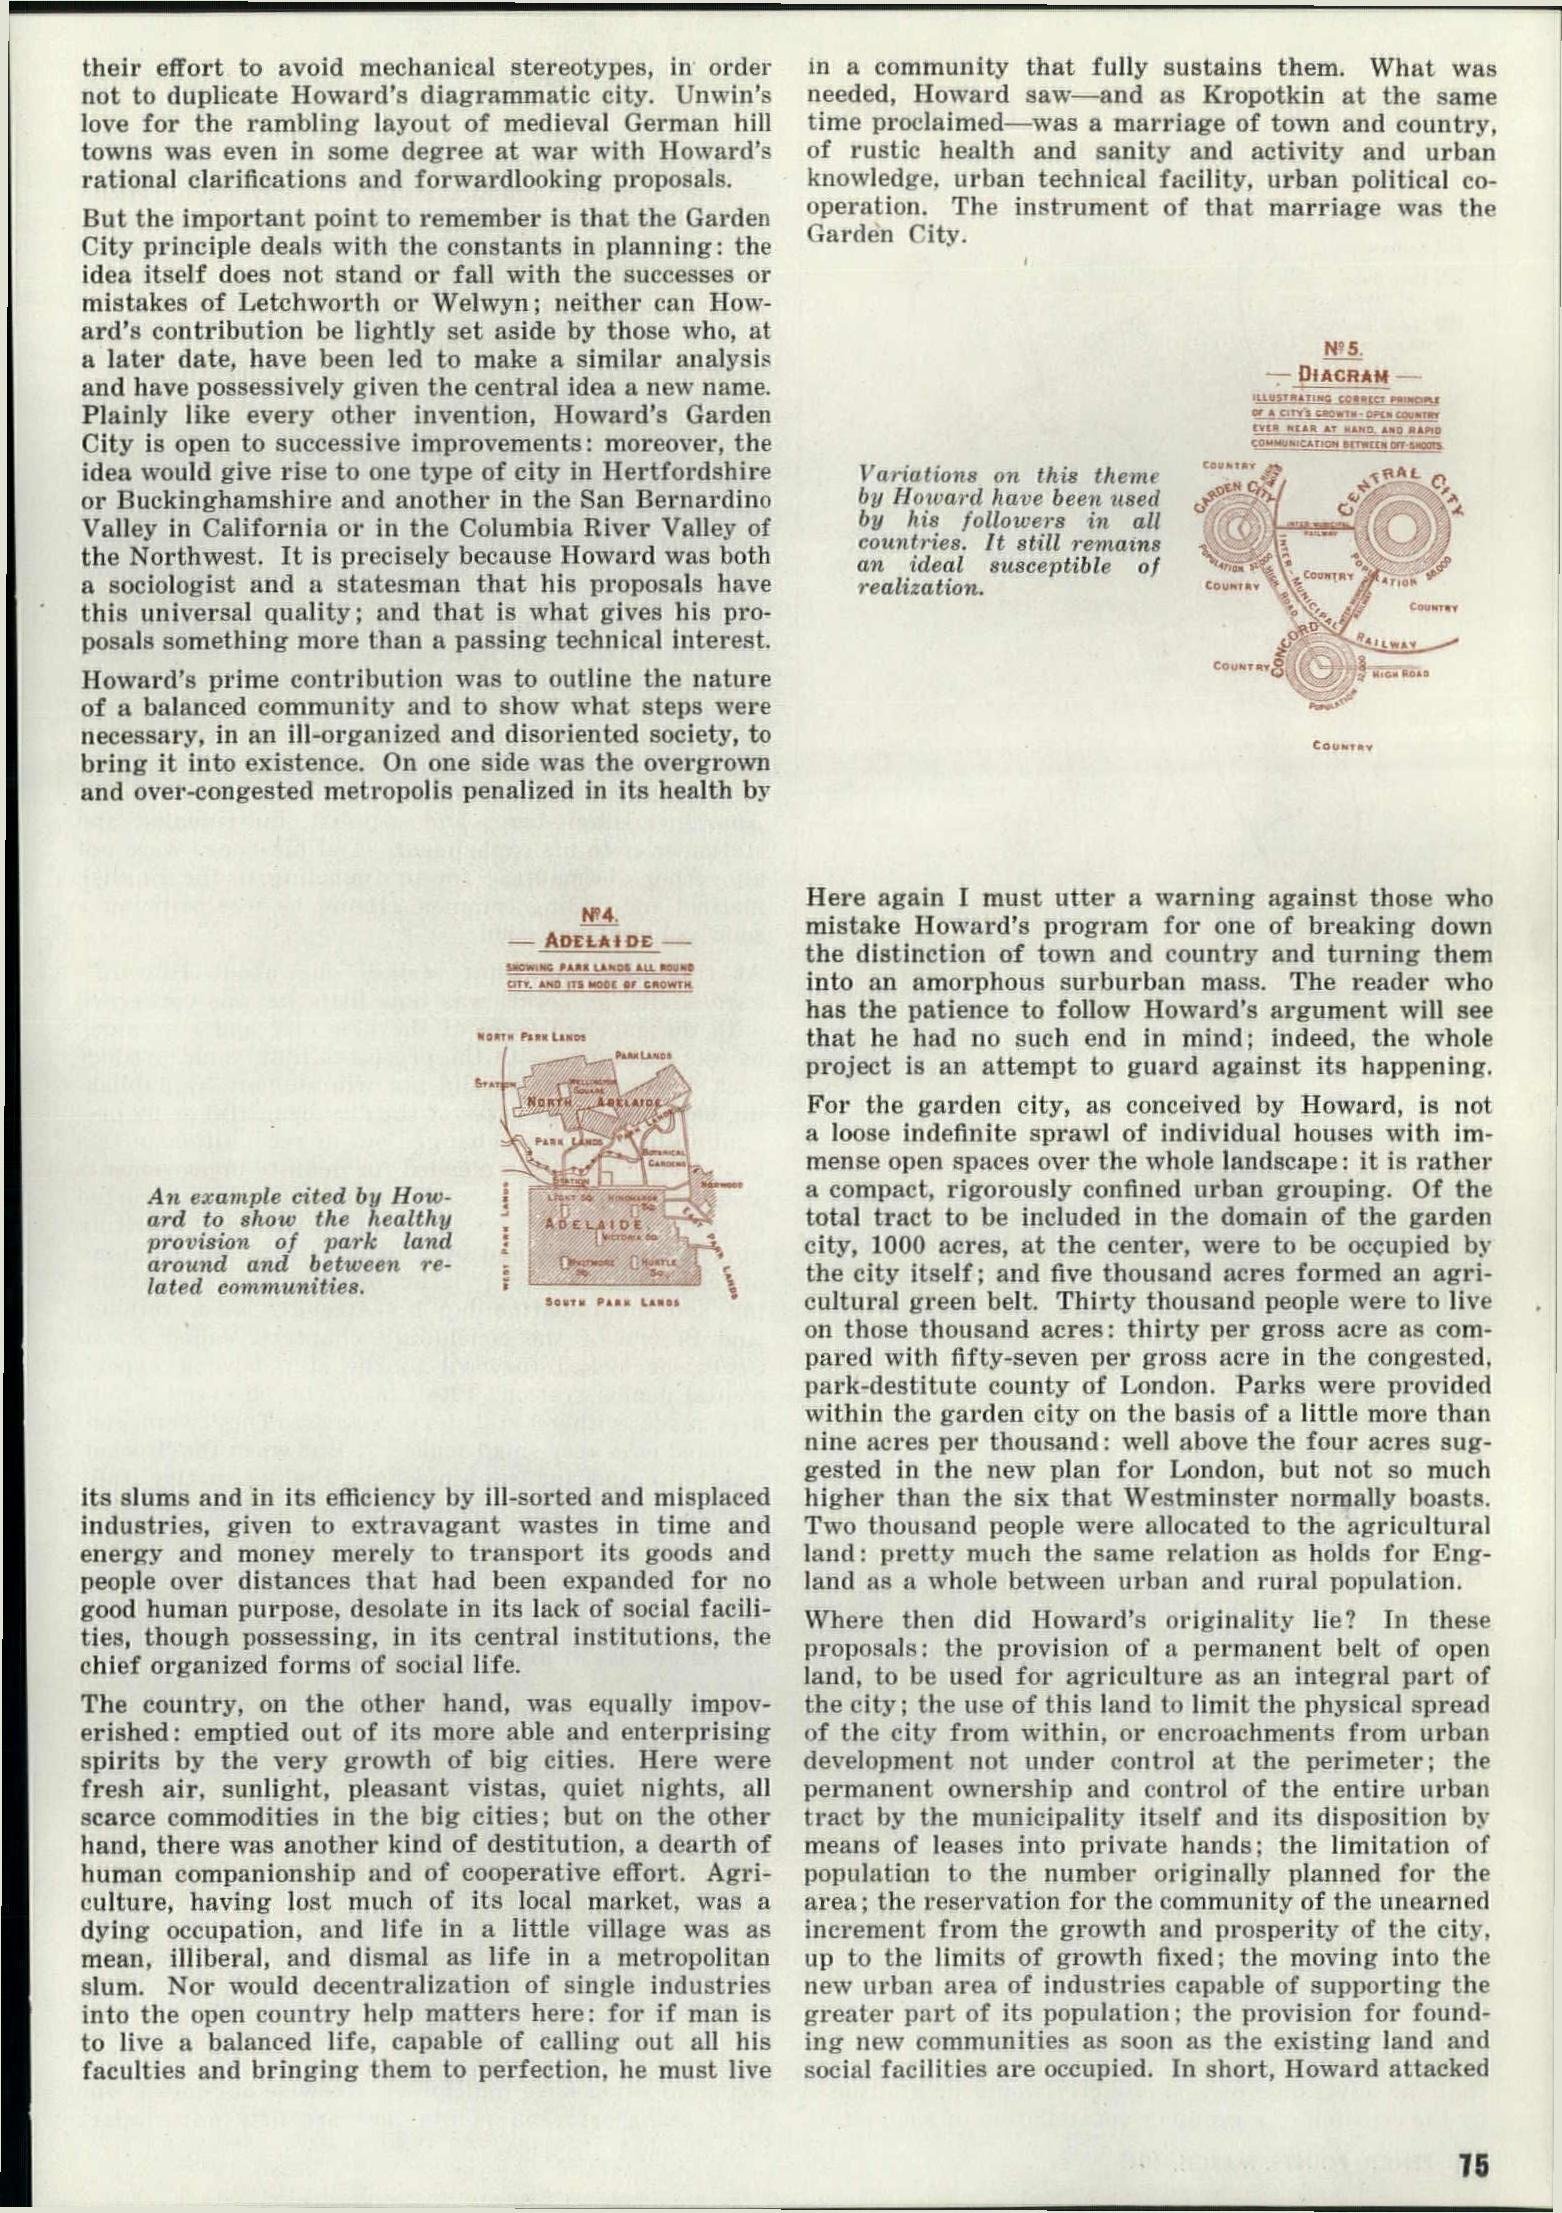 their effort to avoid mechanical stereotypes, in order
not to duplicate Howard's diagrammatic city. Unwin's
love for the rambling layout of medieval German hill
towns was even in some degree at war with Howard's
rational clarifications and forwardlooking proposals.
But the important point to remember is that the Garden
City principle deals with the constants in planning: the
idea itself does not stand or fall with the successes or
mistakes of Letchworth or Welwyn; neither can How-
ard's contribution be lightly set aside by those who, at
a later date, have been led to make a similar analysis
and have possessively given the central idea a new name.
Plainly like every other invention, Howard's Garden
City is open to successive improvements: moreover, the
idea would give rise to one type of city in Hertfordshire
or Buckinghamshire and another in the San Bernardino
Valley in California or in the Columbia River Valley of
the Northwest. It is precisely because Howard was both
a sociologist and a statesman that his proposals have
this universal quality; and that is what gives his pro-
posals something more than a passing technical interest.
Howard's prime contribution was to outline the nature
of a balanced community and to show what steps were
necessary, in an ill-organized and disoriented society, to
bring it into existence. On one side was the overgrown
and over-congested metropolis penalized in its health by
Nº 4.
— ADELAIDE —
SHOWING PARK LANDS ALL ROUND
CITY, AND ITS MODE OF GROWTH.
NORTH PARK LANDS
PARK LANDS
STATION
WELLINGTON
SQUARE
NORTH ADELAIDE
PARK LANDS
PARK LANDS
BOTANICAL
GARDENS
STATION
NORWOOD
LIGHT SQ. HINDMARSH
SQ.
ADELAIDE.
VICTORIA SQ.
WHITMORE
SQ.
HURTLE
SQ.
WEST PARK LANDS
EAST PARK LANDS
SOUTH PARK LANDS
An example cited by How-
ard to show the healthy
provision of park land
around and between re-
lated communities.
its slums and in its efficiency by ill-sorted and misplaced
industries, given to extravagant wastes in time and
energy and money merely to transport its goods and
people over distances that had been expanded for no
good human purpose, desolate in its lack of social facili-
ties, though possessing, in its central institutions, the
chief organized forms of social life.
The country, on the other hand, was equally impov-
erished: emptied out of its more able and enterprising
spirits by the very growth of big cities. Here were
fresh air, sunlight, pleasant vistas, quiet nights, all
scarce commodities in the big cities; but on the other
hand, there was another kind of destitution, a dearth of
human companionship and of cooperative effort. Agri-
culture, having lost much of its local market, was a
dying occupation, and life in a little village was as
mean, illiberal, and dismal as life in a metropolitan
slum. Nor would decentralization of single industries
into the open country help matters here: for if man is
to live a balanced life, capable of calling out all his
faculties and bringing them to perfection, he must live
in a community that fully sustains them. What was
needed, Howard saw—and as Kropotkin at the same
time proclaimed—was a marriage of town and country,
of rustic health and sanity and activity and urban
knowledge, urban technical facility, urban political co-
operation. The instrument of that marriage was the
Garden City.
Nº 5.
— DIAGRAM —
ILLUSTRATING CORRECT PRINCIPLE
OF A CITY'S GROWTH - OPEN COUNTRY
EVER NEAR AT HAND, AND RAPID
COMMUNICATION BETWEEN OFF-SHOOTS.
COUNTRY
GARDEN CITY
POPULATION
HIGH ROAD
CENTRAL CITY
POPULATION 58,000
INTER-MUNICIPAL
RAILWAY
INTER-MUNICIPAL RAILWAY
COUNTRY
COUNTRY
COUNTRY
CONCORD
POPULATION 32,000
COUNTRY
HIGH ROAD
COUNTRY
Variations on this theme
by Howard have been used
by his followers in all
countries. It still remains
an ideal susceptible of
realization.
Here again I must utter a warning against those who
mistake Howard's program for one of breaking down
the distinction of town and country and turning them
into an amorphous surburban mass. The reader who
has the patience to follow Howard's argument will see
that he had no such end in mind; indeed, the whole
project is an attempt to guard against its happening.
For the garden city, as conceived by Howard, is not
a loose indefinite sprawl of individual houses with im-
mense open spaces over the whole landscape: it is rather
a compact, rigorously confined urban grouping. Of the
total tract to be included in the domain of the garden
city, 1000 acres, at the center, were to be occupied by
the city itself; and five thousand acres formed an agri-
cultural green belt. Thirty thousand people were to live
on those thousand acres: thirty per gross acre as com-
pared with fifty-seven per gross acre in the congested,
park-destitute county of London. Parks were provided
within the garden city on the basis of a little more than
nine acres per thousand: well above the four acres sug-
gested in the new plan for London, but not so much
higher than the six that Westminster normally boasts.
Two thousand people were allocated to the agricultural
land: pretty much the same relation as holds for Eng-
land as a whole between urban and rural population.
Where then did Howard's originality lie? In these
proposals: the provision of a permanent belt of open
land, to be used for agriculture as an integral part of
the city; the use of this land to limit the physical spread
of the city from within, or encroachments from urban
development not under control at the perimeter; the
permanent ownership and control of the entire urban
tract by the municipality itself and its disposition by
means of leases into private hands; the limitation of
population to the number originally planned for the
area; the reservation for the community of the unearned
increment from the growth and prosperity of the city,
up to the limits of growth fixed; the moving into the
new urban area of industries capable of supporting the
greater part of its population; the provision for found-
ing new communities as soon as the existing land and
social facilities are occupied. In short, Howard attacked
75